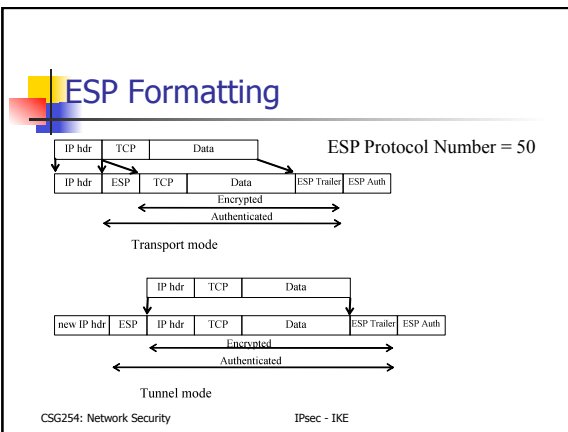 ESP Formatting
IP hdr TCP Data
ESP Protocol Number = 50
IP hdr ESP TCP Data ESP Trailer ESP Auth
Encrypted
Authenticated
Transport mode
IP hdr TCP Data
new IP hdr ESP IP hdr TCP Data ESP Trailer ESP Auth
Encrypted
Authenticated
Tunnel mode
CSG254: Network Security IPsec - IKE